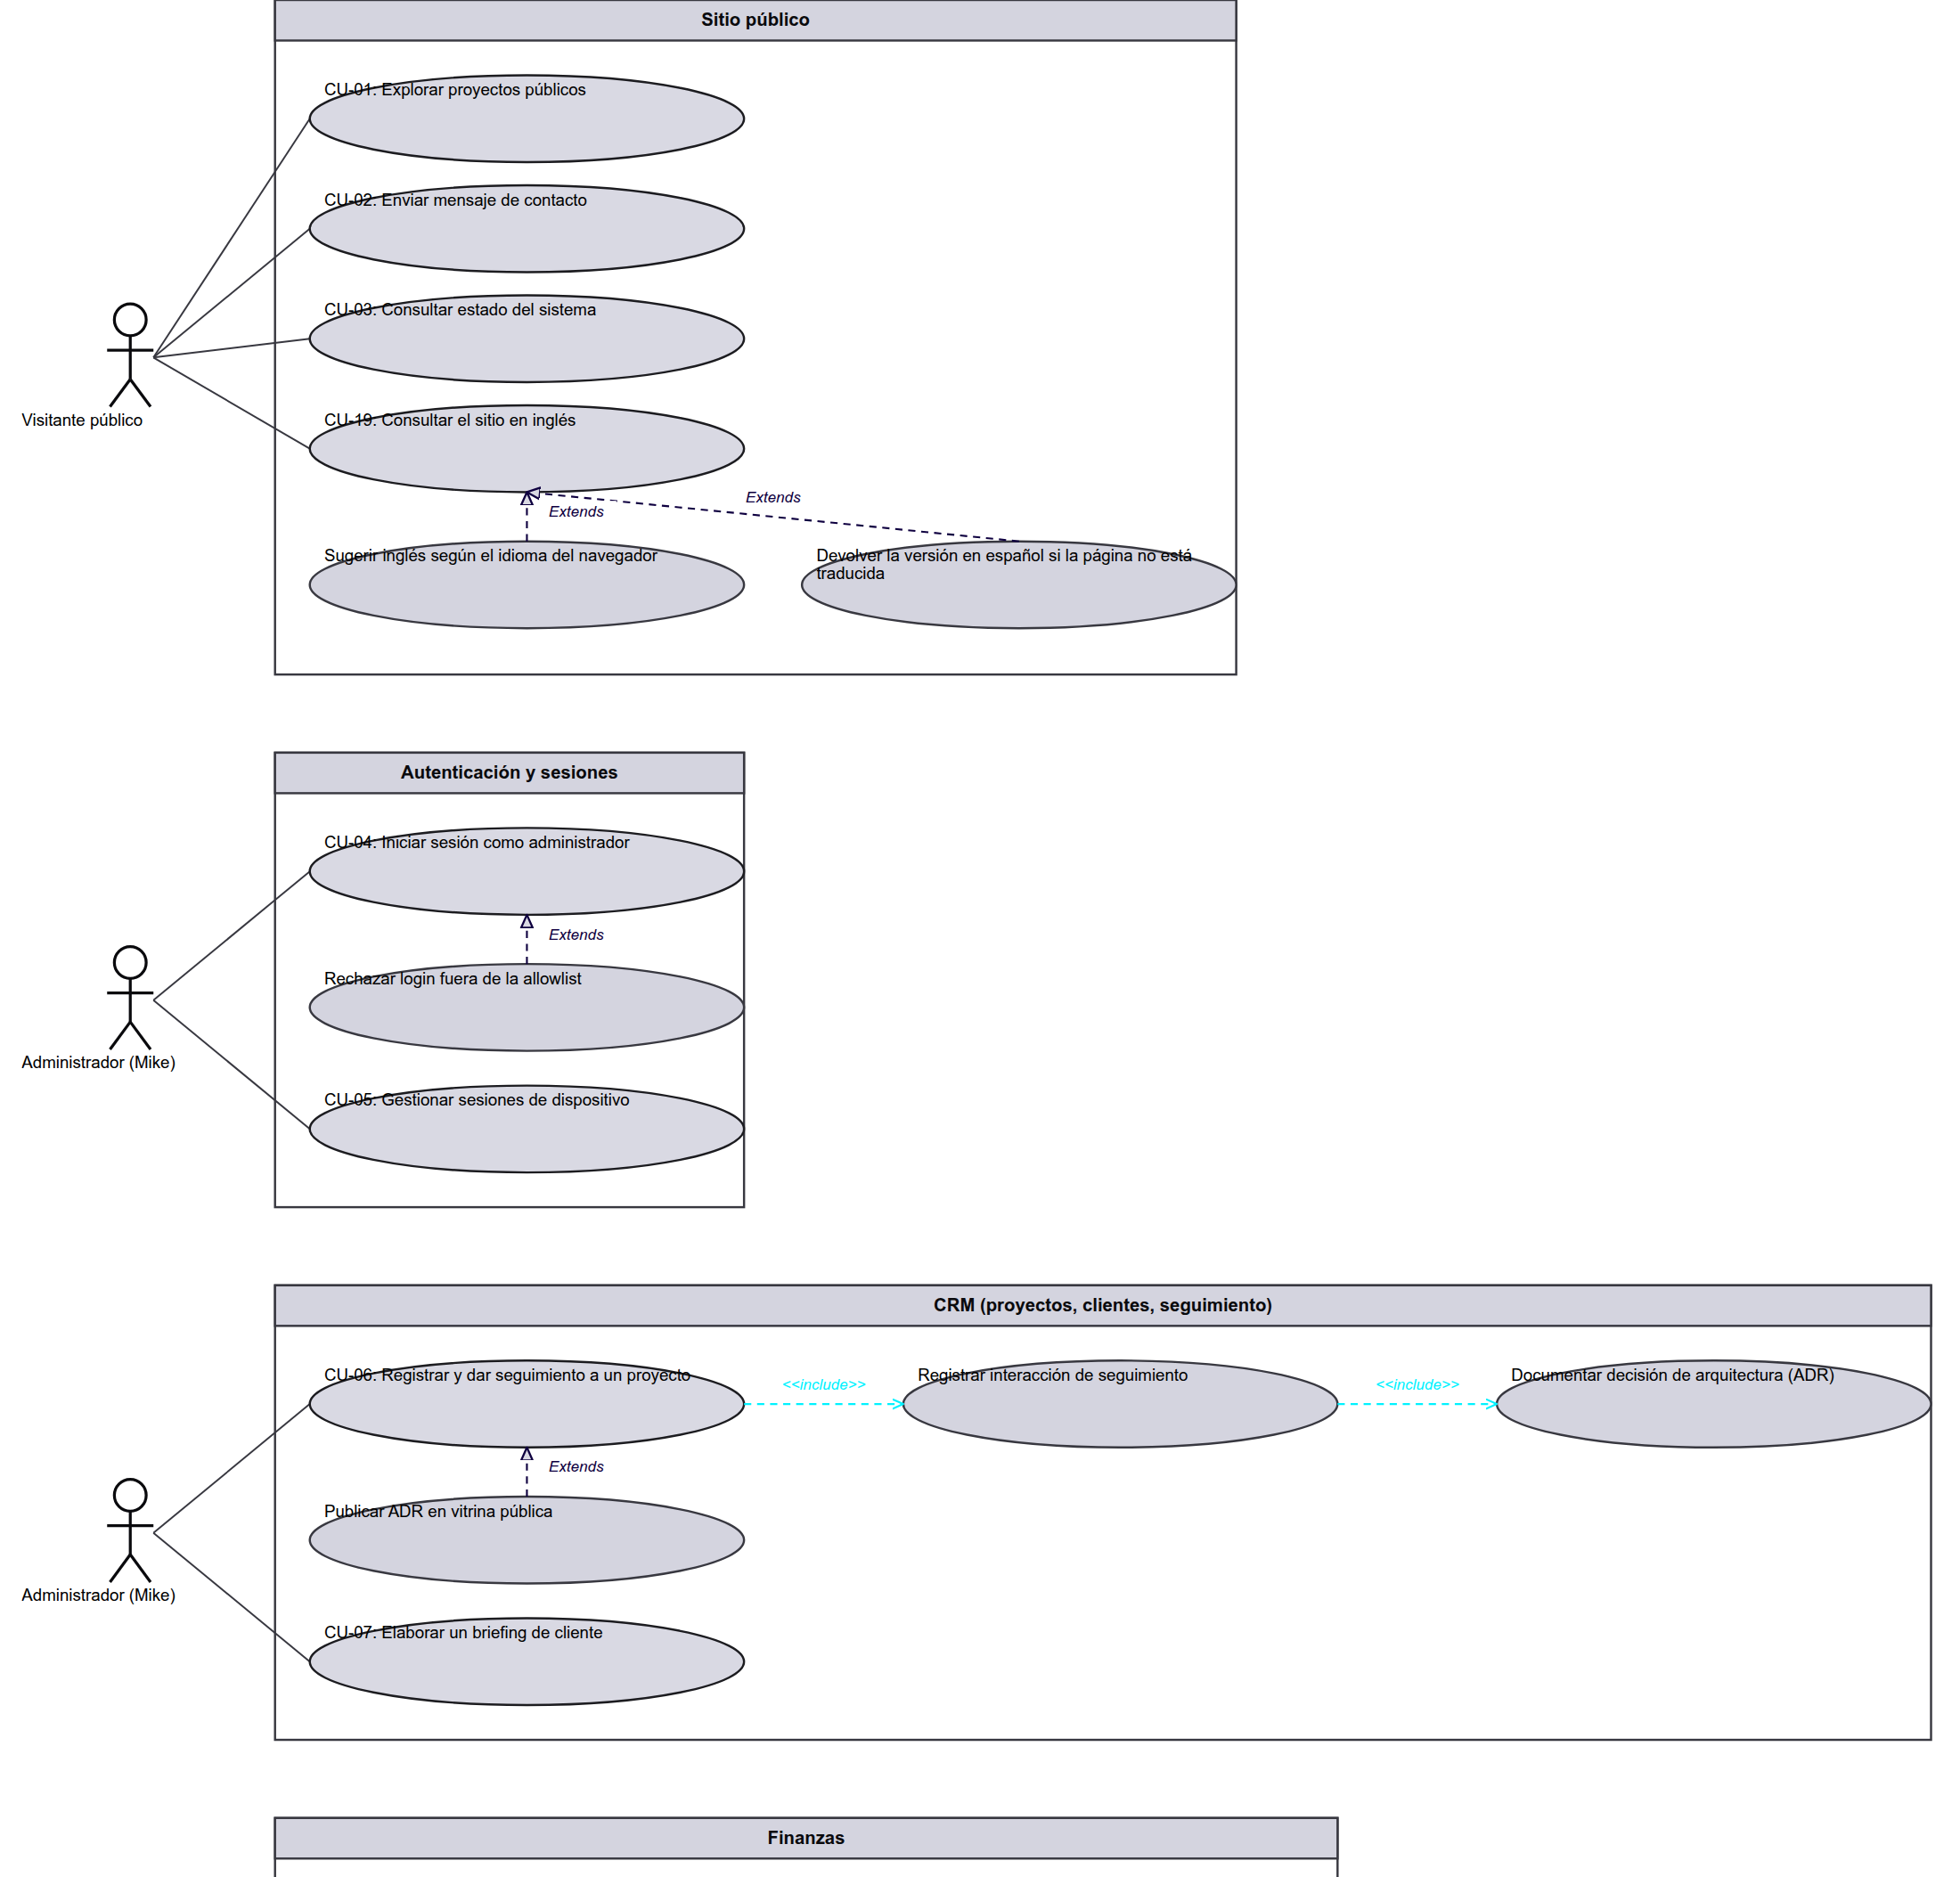 Sitio público
CU-01: Explorar proyectos públicos
CU-02: Enviar mensaje de contacto
CU-03: Consultar estado del sistema
Visitante público
CU-19: Consultar el sitio en inglés
Extends
Extends
Sugerir inglés según el idioma del navegador
Devolver la versión en español si la página no está
traducida
Autenticación y sesiones
CU-04: Iniciar sesión como administrador
Extends
Rechazar login fuera de la allowlist
Administrador (Mike)
CU-05: Gestionar sesiones de dispositivo
CRM (proyectos, clientes, seguimiento)
CU-06: Registrar y dar seguimiento a un proyecto
<<include>>
Registrar interacción de seguimiento
<<include>>
Documentar decisión de arquitectura (ADR)
Extends
Publicar ADR en vitrina pública
Administrador (Mike)
CU-07: Elaborar un briefing de cliente
Finanzas